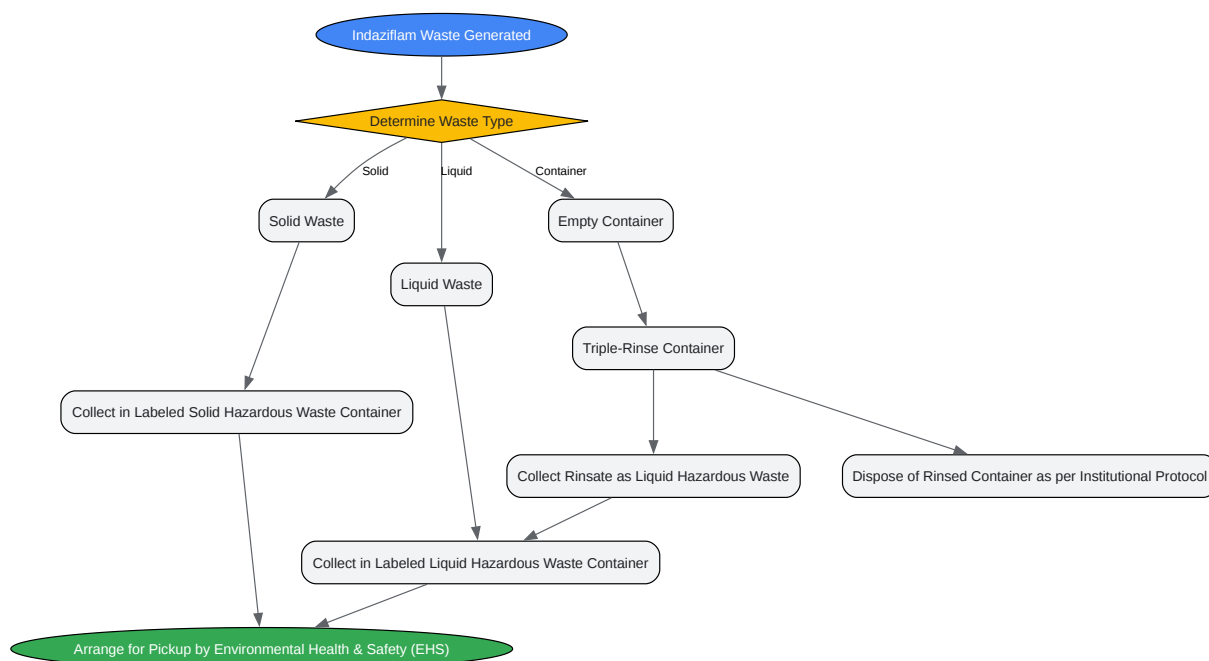 Indaziflam Waste Generated
Determine Waste Type
Solid
Liquid
Container
Solid Waste
Empty Container
Liquid Waste
Triple-Rinse Container
Collect in Labeled Solid Hazardous Waste Container
Collect Rinsate as Liquid Hazardous Waste
Dispose of Rinsed Container as per Institutional Protocol
Collect in Labeled Liquid Hazardous Waste Container
Arrange for Pickup by Environmental Health & Safety (EHS)